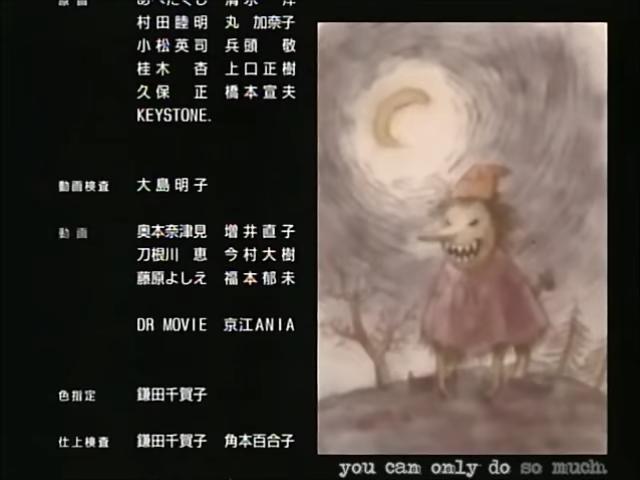 村田睦明 丸 加奈子
小松英司 兵頭 敬
桂木 杏 上口正樹
久保 正 橋本宣夫
KEYSTONE.
動画検査 大島明子
動画 奥本奈津見 増井直子
刀根川 恵 今村大樹
藤原よしえ 福本郁未
DR MOVIE 京江ANIA
色指定 鎌田千賀子
仕上検査 鎌田千賀子 角本百合子
you can only do so much.